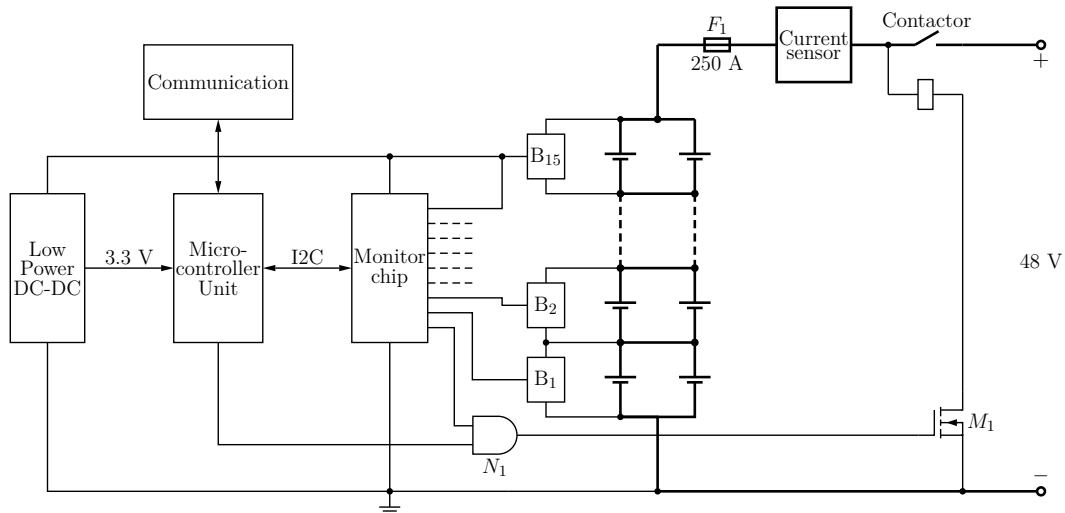 F1
250 A
Current
sensor
Contactor
+
Communication
B15
Low
Power
DC-DC
3.3 V
Micro-
controller
Unit
I2C
Monitor
chip
B2
B1
48 V
N1
M1
−